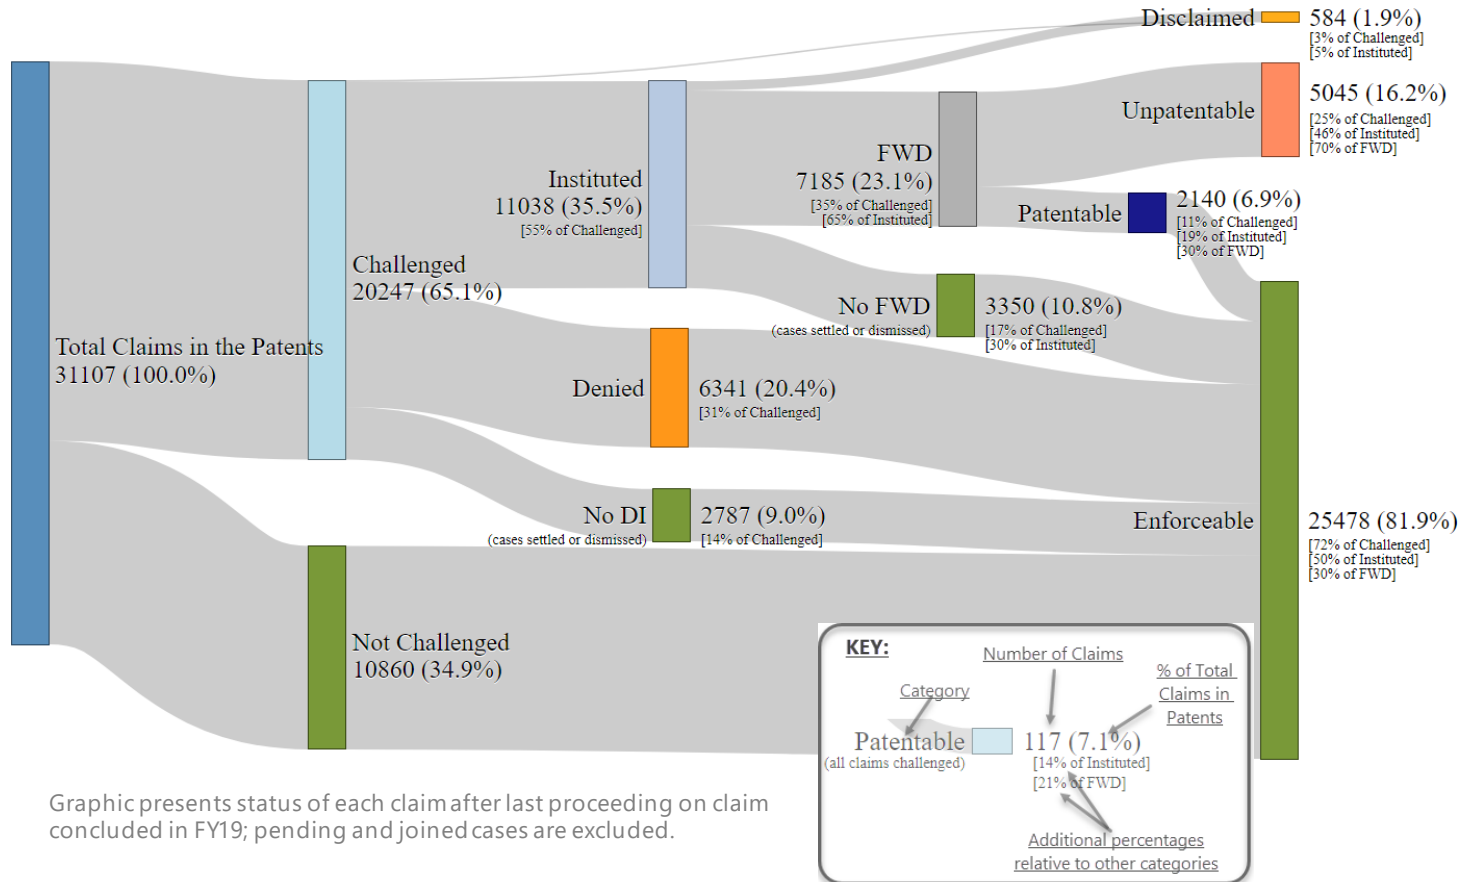 Total Claims in the Patents
31107 (100.0%)
Challenged
20247 (65.1%)
Not Challenged
10860 (34.9%)
Instituted
11038 (35.5%)
[55% of Challenged]
Denied
6341 (20.4%)
[31% of Challenged]
No DI
(cases settled or dismissed)
2787 (9.0%)
[14% of Challenged]
FWD
7185 (23.1%)
[35% of Challenged]
[65% of Instituted]
No FWD
(cases settled or dismissed)
3350 (10.8%)
[17% of Challenged]
[30% of Instituted]
Disclaimed
584 (1.9%)
[3% of Challenged]
[5% of Instituted]
Unpatentable
5045 (16.2%)
[25% of Challenged]
[46% of Instituted]
[70% of FWD]
Patentable
2140 (6.9%)
[11% of Challenged]
[19% of Instituted]
[30% of FWD]
Enforceable
25478 (81.9%)
[72% of Challenged]
[50% of Instituted]
[30% of FWD]
KEY:
Number of Claims
% of Total
Claims in
Patents
Category
Patentable
(all claims challenged)
117 (7.1%)
[14% of Instituted]
[21% of FWD]
Additional percentages
relative to other categories
Graphic presents status of each claim after last proceeding on claim
concluded in FY19; pending and joined cases are excluded.